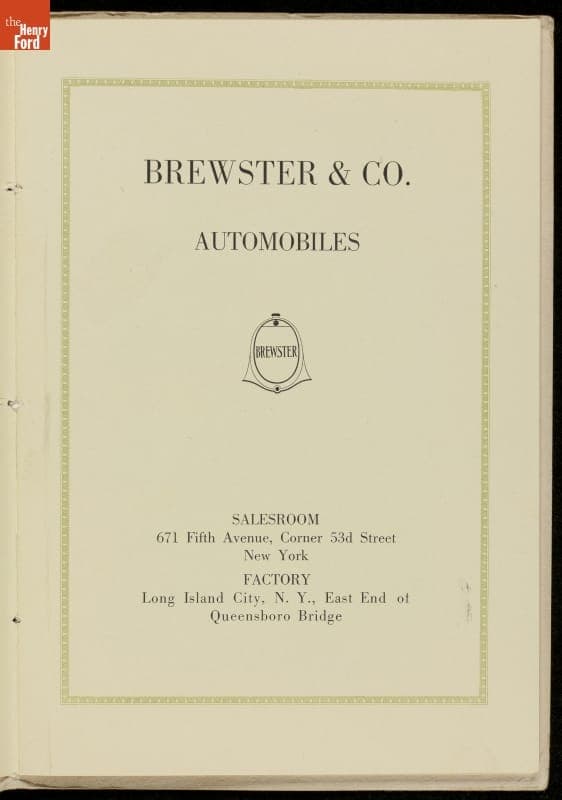 the
Henry
Ford
BREWSTER & CO.
AUTOMOBILES
BREWSTER
SALESROOM
671 Fifth Avenue, Corner 53d Street
New York
FACTORY
Long Island City, N. Y., East End of
Queensboro Bridge